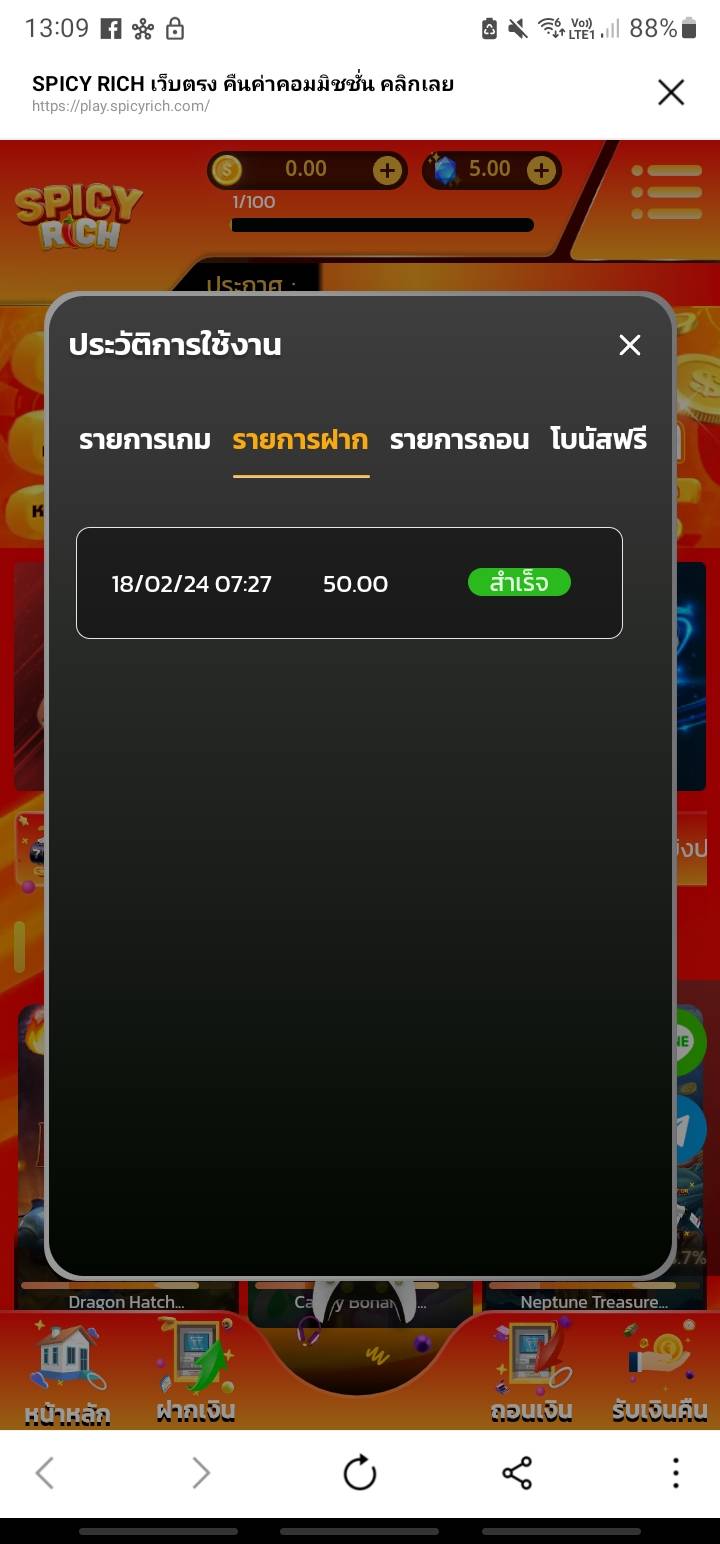 13:09
Vo))
LTE1
88%
SPICY RICH เว็บตรง คืนค่าคอมมิชชั่น คลิกเลย
https://play.spicyrich.com/
SPICY
RICH
0.00
5.00
1/100
ประกาศ :
ประวัติการใช้งาน
รายการเกม รายการฝาก รายการถอน โบนัสฟรี
18/02/24 07:27 50.00 สำเร็จ
Dragon Hatch...
Neptune Treasure...
หน้าหลัก ฝากเงิน ถอนเงิน รับเงินคืน